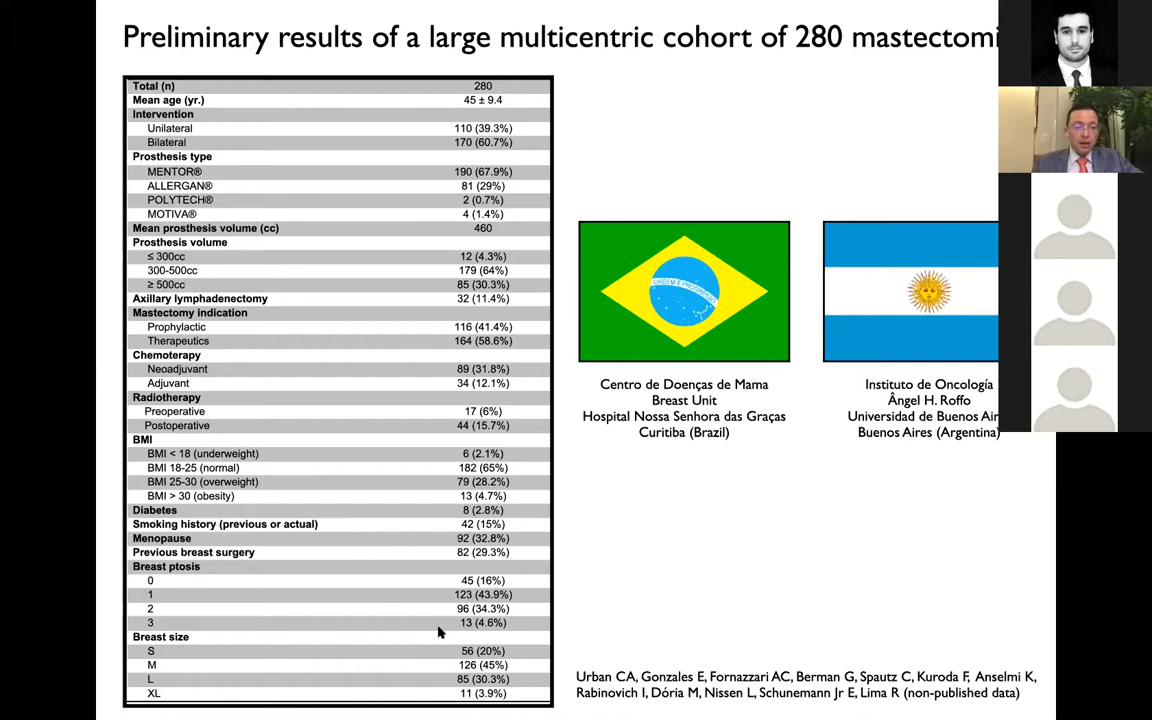 Preliminary results of a large multicentric cohort of 280 mastectomi
Total (n) 280
Mean age (yr.) 45 ± 9.4
Intervention
Unilateral 110 (39.3%)
Bilateral 170 (60.7%)
Prosthesis type
MENTOR® 190 (67.9%)
ALLERGAN® 81 (29%)
POLYTECH® 2 (0.7%)
MOTIVA® 4 (1.4%)
Mean prosthesis volume (cc) 460
Prosthesis volume
≤ 300cc 12 (4.3%)
300-500cc 179 (64%)
≥ 500cc 85 (30.3%)
Axillary lymphadenectomy 32 (11.4%)
Mastectomy indication
Prophylactic 116 (41.4%)
Therapeutics 164 (58.6%)
Chemoterapy
Neoadjuvant 89 (31.8%)
Adjuvant 34 (12.1%)
Radiotherapy
Preoperative 17 (6%)
Postoperative 44 (15.7%)
BMI
BMI < 18 (underweight) 6 (2.1%)
BMI 18-25 (normal) 182 (65%)
BMI 25-30 (overweight) 79 (28.2%)
BMI > 30 (obesity) 13 (4.7%)
Diabetes 8 (2.8%)
Smoking history (previous or actual) 42 (15%)
Menopause 92 (32.8%)
Previous breast surgery 82 (29.3%)
Breast ptosis
0 45 (16%)
1 123 (43.9%)
2 96 (34.3%)
3 13 (4.6%)
Breast size
S 56 (20%)
M 126 (45%)
L 85 (30.3%)
XL 11 (3.9%)
ORDEM E PROGRESSO
Centro de Doenças de Mama
Breast Unit
Hospital Nossa Senhora das Graças
Curitiba (Brazil)
Instituto de Oncología
Ângel H. Roffo
Universidad de Buenos Air
Buenos Aires (Argentina)
Urban CA, Gonzales E, Fornazzari AC, Berman G, Spautz C, Kuroda F, Anselmi K,
Rabinovich I, Dória M, Nissen L, Schunemann Jr E, Lima R (non-published data)